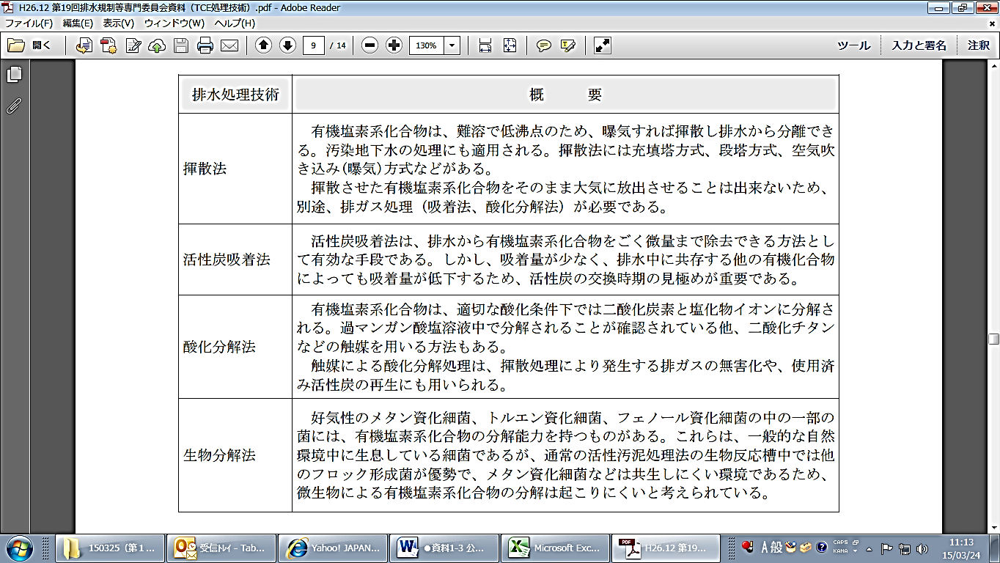 H26.12 第19回排水規制等専門委員会資料（TCE処理技術）.pdf - Adobe Reader
ファイル(F) 編集(E) 表示(V) ウィンドウ(W) ヘルプ(H)
開く 9 / 14 130% ツール 入力と署名 注釈
排水処理技術 概 要
揮散法
有機塩素系化合物は、難溶で低沸点のため、曝気すれば揮散し排水から分離でき
る。汚染地下水の処理にも適用される。揮散法には充填塔方式、段塔方式、空気吹
き込み(曝気)方式などがある。
揮散させた有機塩素系化合物をそのまま大気に放出させることは出来ないため、
別途、排ガス処理（吸着法、酸化分解法）が必要である。
活性炭吸着法
活性炭吸着法は、排水から有機塩素系化合物をごく微量まで除去できる方法とし
て有効な手段である。しかし、吸着量が少なく、排水中に共存する他の有機化合物
によっても吸着量が低下するため、活性炭の交換時期の見極めが重要である。
酸化分解法
有機塩素系化合物は、適切な酸化条件下では二酸化炭素と塩化物イオンに分解さ
れる。過マンガン酸塩溶液中で分解されることが確認されている他、二酸化チタン
などの触媒を用いる方法もある。
触媒による酸化分解処理は、揮散処理により発生する排ガスの無害化や、使用済
み活性炭の再生にも用いられる。
生物分解法
好気性のメタン資化細菌、トルエン資化細菌、フェノール資化細菌の中の一部の
菌には、有機塩素系化合物の分解能力を持つものがある。これらは、一般的な自然
環境中に生息している細菌であるが、通常の活性汚泥処理法の生物反応槽中では他
のフロック形成菌が優勢で、メタン資化細菌などは共生しにくい環境であるため、
微生物による有機塩素系化合物の分解は起こりにくいと考えられている。
150325（第1... 受信トレイ - Tab... Yahoo! JAPAN... ●資料1-3 公... Microsoft Exc... H26.12 第19... A 般 CAPS KANA 11:13
15/03/24